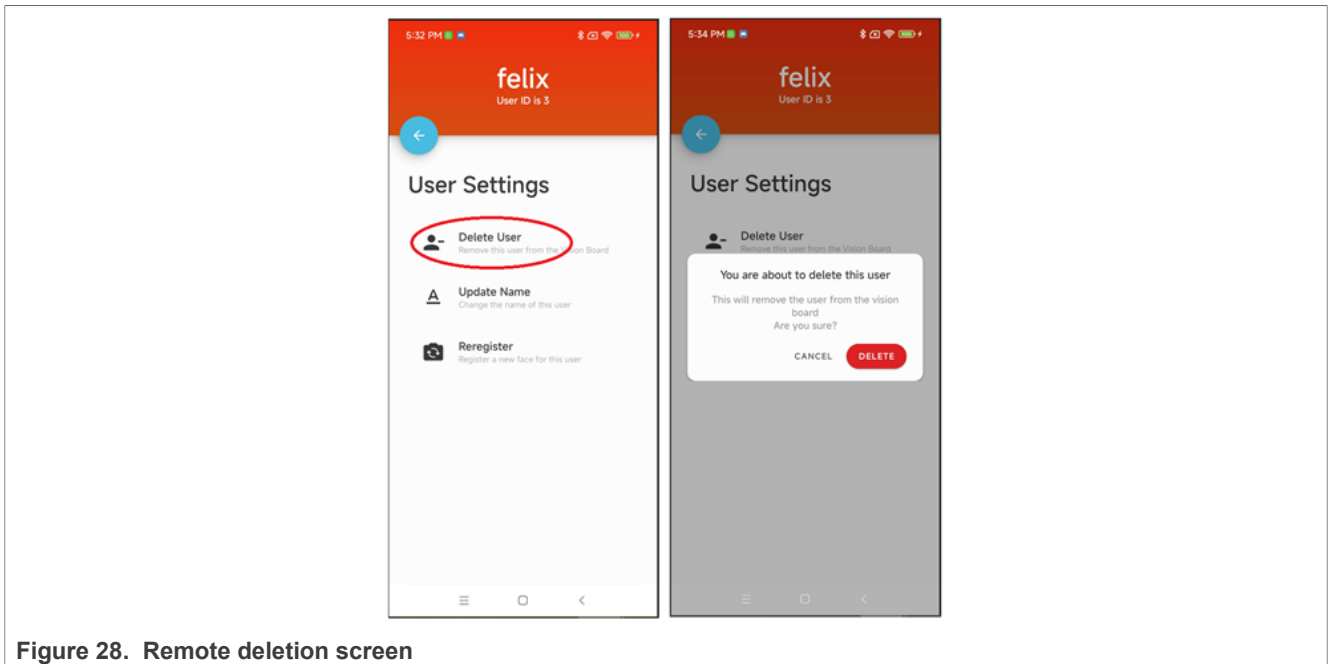 5:32 PM
felix
User ID is 3
User Settings
Delete User
Remove this user from the Vision Board
Update Name
Change the name of this user
Reregister
Register a new face for this user
5:34 PM
felix
User ID is 3
User Settings
Delete User
Remove this user from the Vision Board
You are about to delete this user
This will remove the user from the vision
board
Are you sure?
CANCEL DELETE
Figure 28. Remote deletion screen